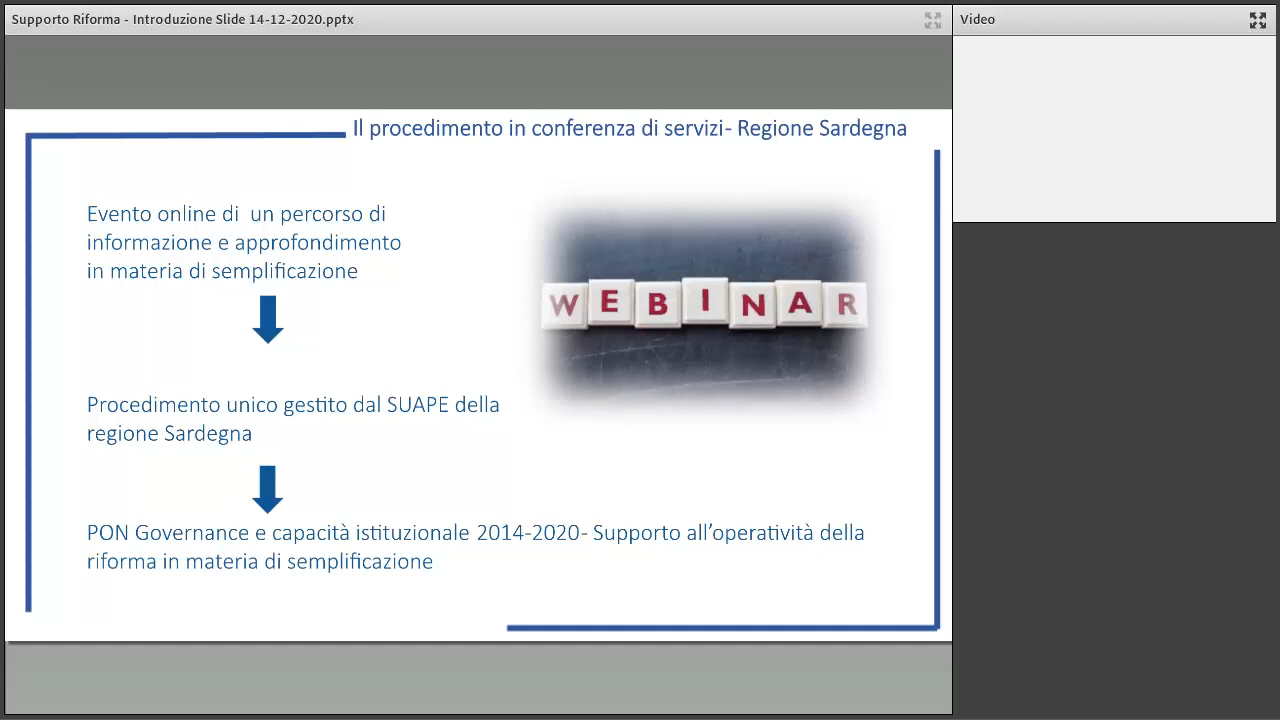 Supporto Riforma - Introduzione Slide 14-12-2020.pptx
Video
Il procedimento in conferenza di servizi- Regione Sardegna
Evento online di  un percorso di
informazione e approfondimento
in materia di semplificazione
WEBINAR
Procedimento unico gestito dal SUAPE della
regione Sardegna
PON Governance e capacità istituzionale 2014-2020- Supporto all’operatività della
riforma in materia di semplificazione